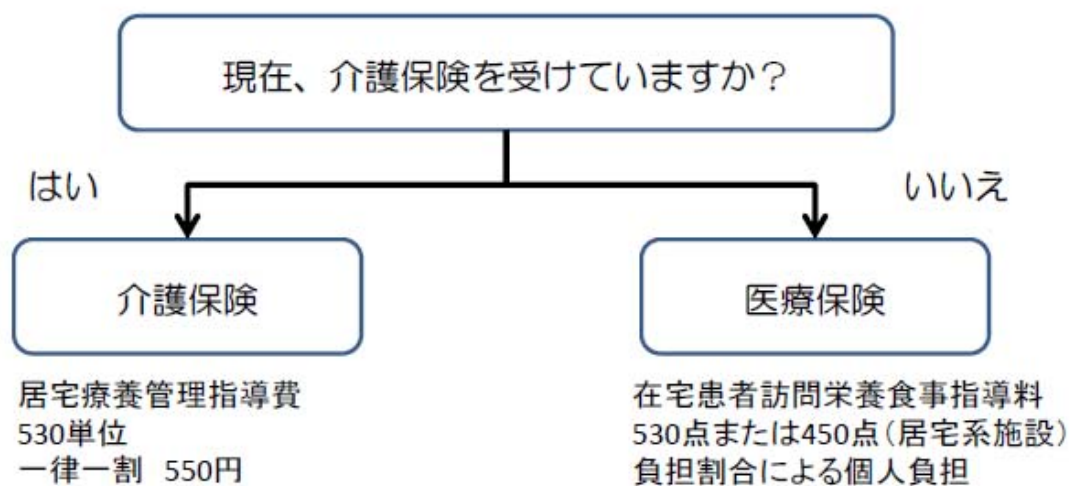 現在、介護保険を受けていますか？
はい
いいえ
介護保険
医療保険
居宅療養管理指導費
530単位
一律一割 550円
在宅患者訪問栄養食事指導料
530点または450点（居宅系施設）
負担割合による個人負担